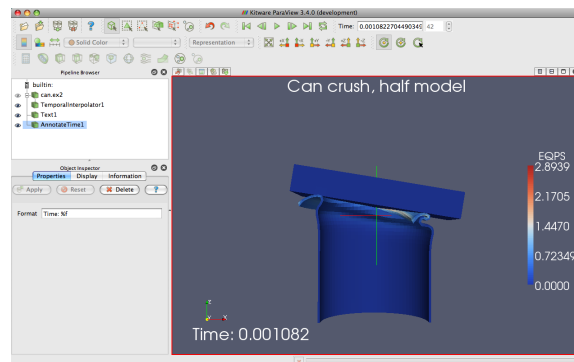 Kitware ParaView 3.4.0 (development)
Time: 0.0010822704490349 42
Solid Color
Representation
Pipeline Browser
builtin:
can.ex2
TemporalInterpolator1
Text1
AnnotateTime1
Object Inspector
Properties Display Information
Apply Reset Delete ?
Format Time: %f
Can crush, half model
EQPS
2.8939
2.1705
1.4470
0.72349
0.0000
Time: 0.001082